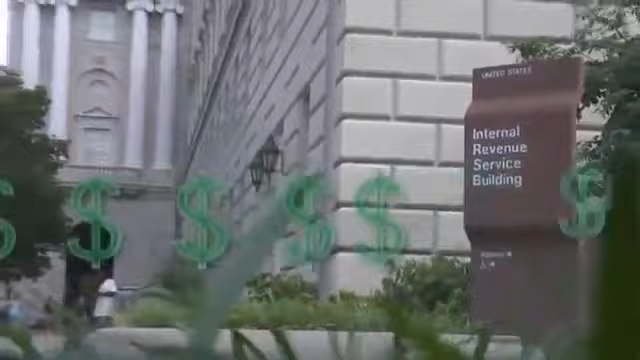 UNITED STATES
Internal
Revenue
Service
Building
$ $ $ $ $ $